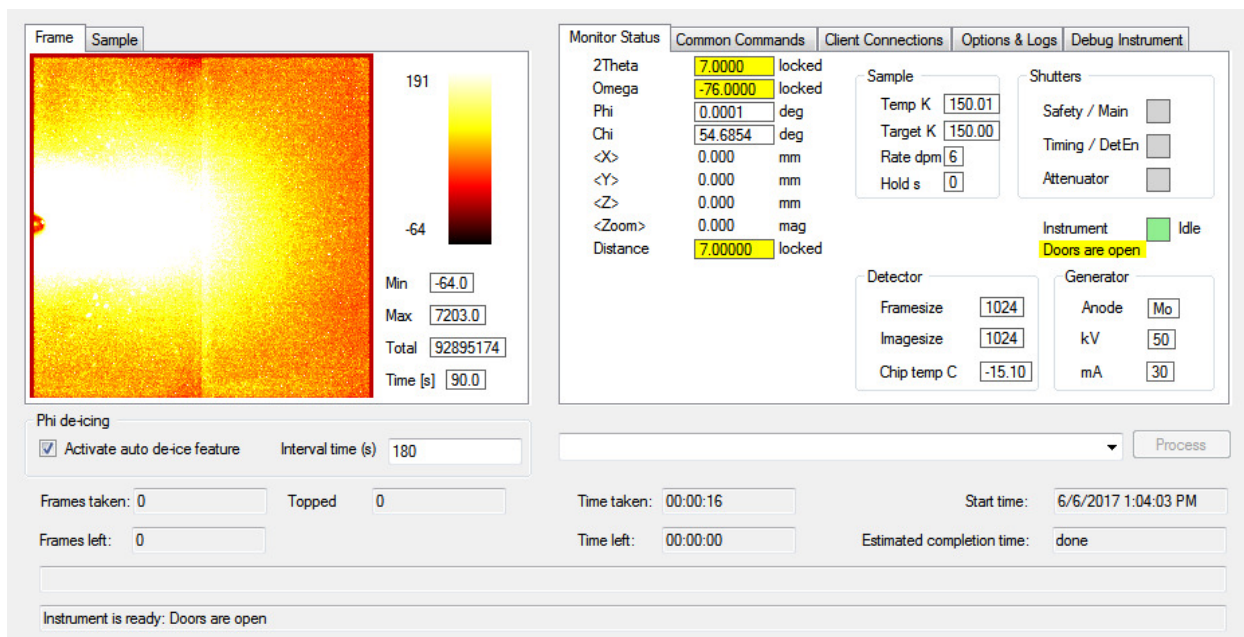 Frame Sample
191
-64
Min -64.0
Max 7203.0
Total 92895174
Time [s] 90.0
Phi de-icing
Activate auto de-ice feature Interval time (s) 180
Monitor Status Common Commands Client Connections Options & Logs Debug Instrument
2Theta 7.0000 locked
Omega -76.0000 locked
Phi 0.0001 deg
Chi 54.6854 deg
<X> 0.000 mm
<Y> 0.000 mm
<Z> 0.000 mm
<Zoom> 0.000 mag
Distance 7.00000 locked
Sample
Temp K 150.01
Target K 150.00
Rate dpm 6
Hold s 0
Shutters
Safety / Main
Timing / DetEn
Attenuator
Instrument Idle
Doors are open
Detector
Framesize 1024
Imagesize 1024
Chip temp C -15.10
Generator
Anode Mo
kV 50
mA 30
Process
Frames taken: 0 Topped 0 Time taken: 00:00:16 Start time: 6/6/2017 1:04:03 PM
Frames left: 0 Time left: 00:00:00 Estimated completion time: done
Instrument is ready: Doors are open